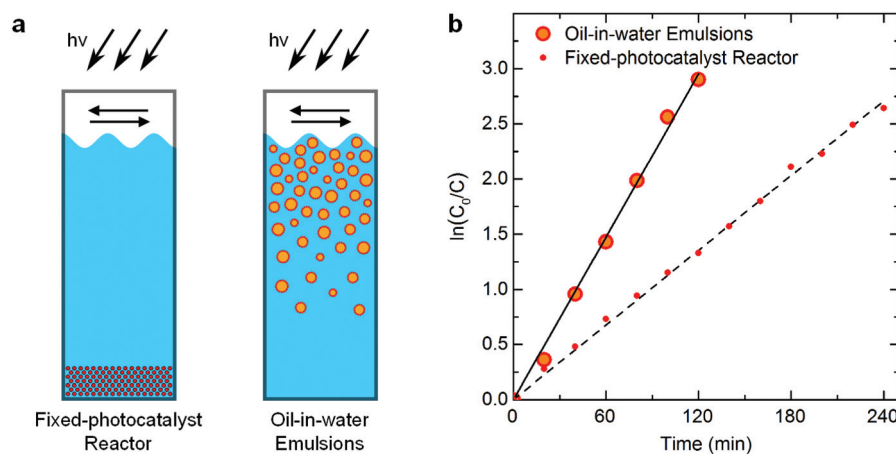 a
hv
hv
Fixed-photocatalyst
Reactor
Oil-in-water
Emulsions
b
Oil-in-water Emulsions
Fixed-photocatalyst Reactor
ln(C₀/C)
3.0
2.5
2.0
1.5
1.0
0.5
0.0
0
60
120
180
240
Time (min)